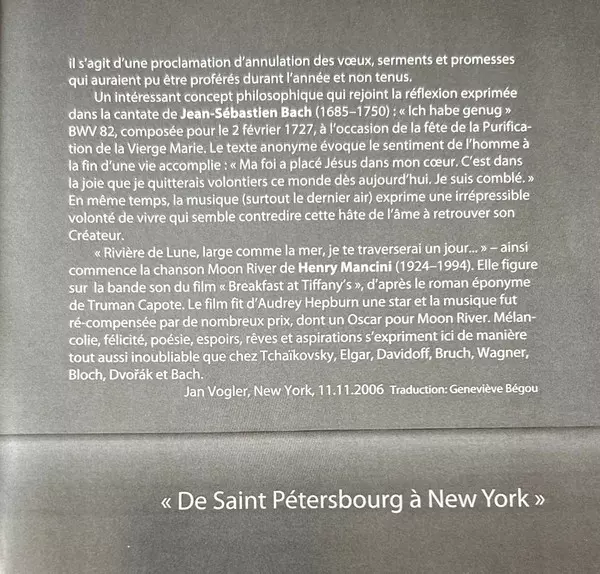 il s'agit d'une proclamation d'annulation des vœux, serments et promesses
qui auraient pu être proférés durant l'année et non tenus.
Un intéressant concept philosophique qui rejoint la réflexion exprimée
dans la cantate de Jean-Sébastien Bach (1685–1750) : « Ich habe genug »
BWV 82, composée pour le 2 février 1727, à l'occasion de la fête de la Purifica-
tion de la Vierge Marie. Le texte anonyme évoque le sentiment de l'homme à
la fin d'une vie accomplie : « Ma foi a placé Jésus dans mon cœur. C'est dans
la joie que je quitterais volontiers ce monde dès aujourd'hui. Je suis comblé. »
En même temps, la musique (surtout le dernier air) exprime une irrépressible
volonté de vivre qui semble contredire cette hâte de l'âme à retrouver son
Créateur.
« Rivière de Lune, large comme la mer, je te traverserai un jour... » – ainsi
commence la chanson Moon River de Henry Mancini (1924–1994). Elle figure
sur la bande son du film « Breakfast at Tiffany's », d'après le roman éponyme
de Truman Capote. Le film fit d'Audrey Hepburn une star et la musique fut
ré-compensée par de nombreux prix, dont un Oscar pour Moon River. Mélan-
colie, félicité, poésie, espoirs, rêves et aspirations s'expriment ici de manière
tout aussi inoubliable que chez Tchaïkovsky, Elgar, Davidoff, Bruch, Wagner,
Bloch, Dvořák et Bach.
Jan Vogler, New York, 11.11.2006 Traduction: Geneviève Bégou
« De Saint Pétersbourg à New York »